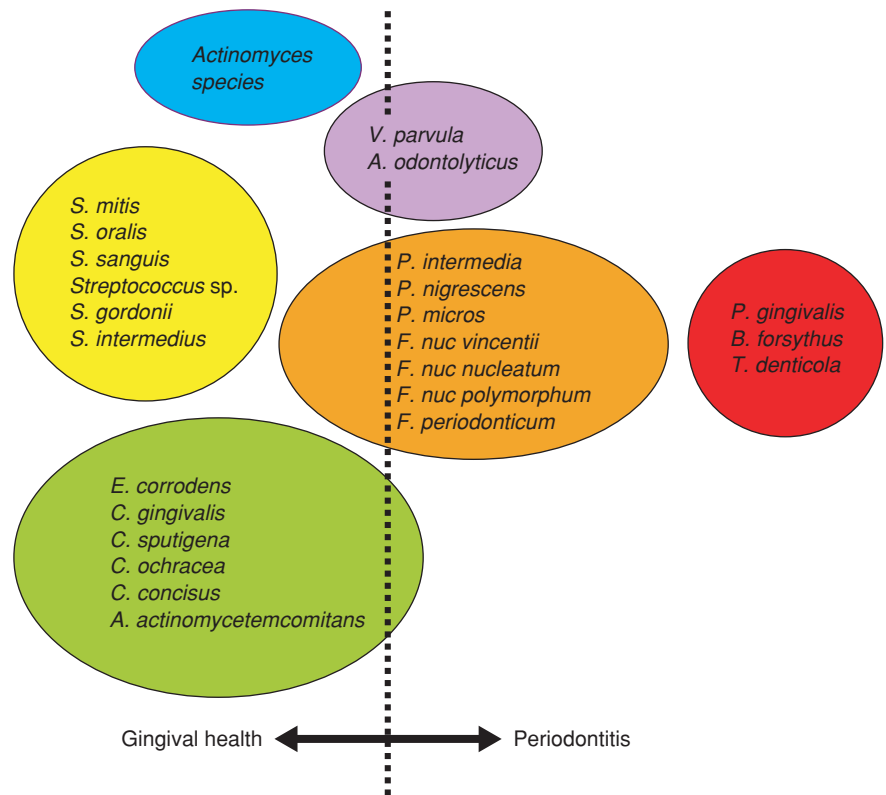 Actinomyces
species
V. parvula
A. odontolyticus
S. mitis
S. oralis
S. sanguis
Streptococcus sp.
S. gordonii
S. intermedius
P. intermedia
P. nigrescens
P. micros
F. nuc vincentii
F. nuc nucleatum
F. nuc polymorphum
F. periodonticum
P. gingivalis
B. forsythus
T. denticola
E. corrodens
C. gingivalis
C. sputigena
C. ochracea
C. concisus
A. actinomycetemcomitans
Gingival health
Periodontitis